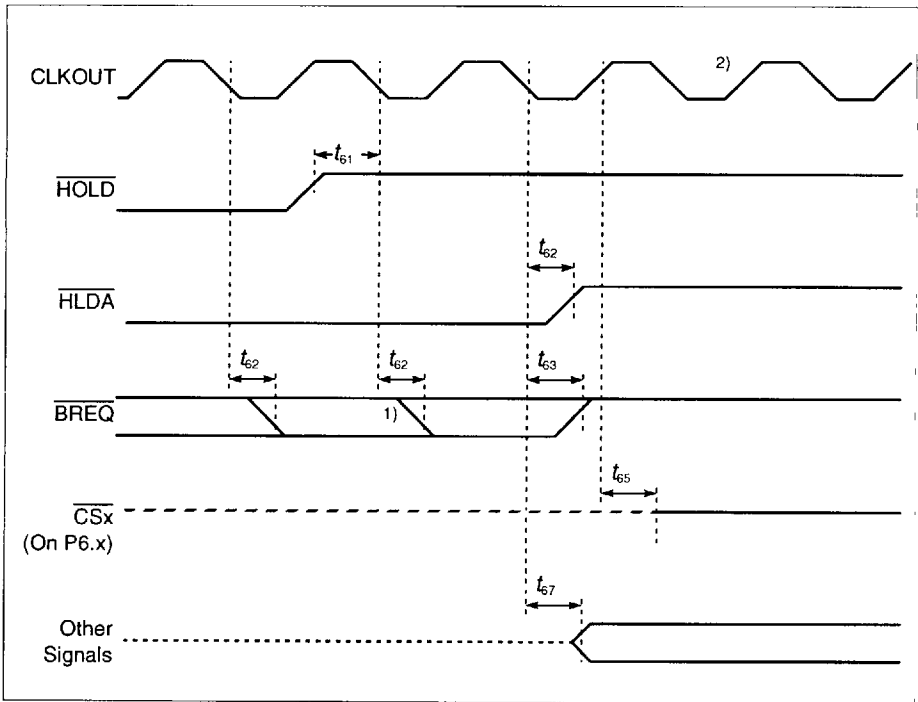 CLKOUT
2)
t61
HOLD
t62
HLDA
t62 t62 t63
BREQ
1)
t65
CSx
(On P6.x)
t67
Other
Signals